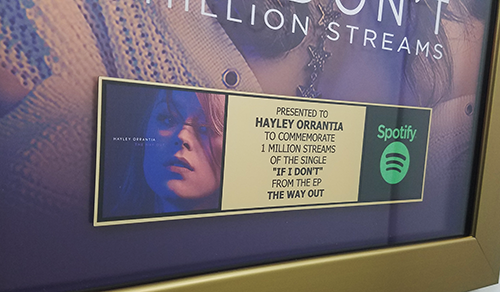 DON'T
MILLION STREAMS
HAYLEY ORRANTIA
PRESENTED TO
HAYLEY ORRANTIA
TO COMMEMORATE
1 MILLION STREAMS
OF THE SINGLE
"IF I DON'T"
FROM THE EP
THE WAY OUT
Spotify